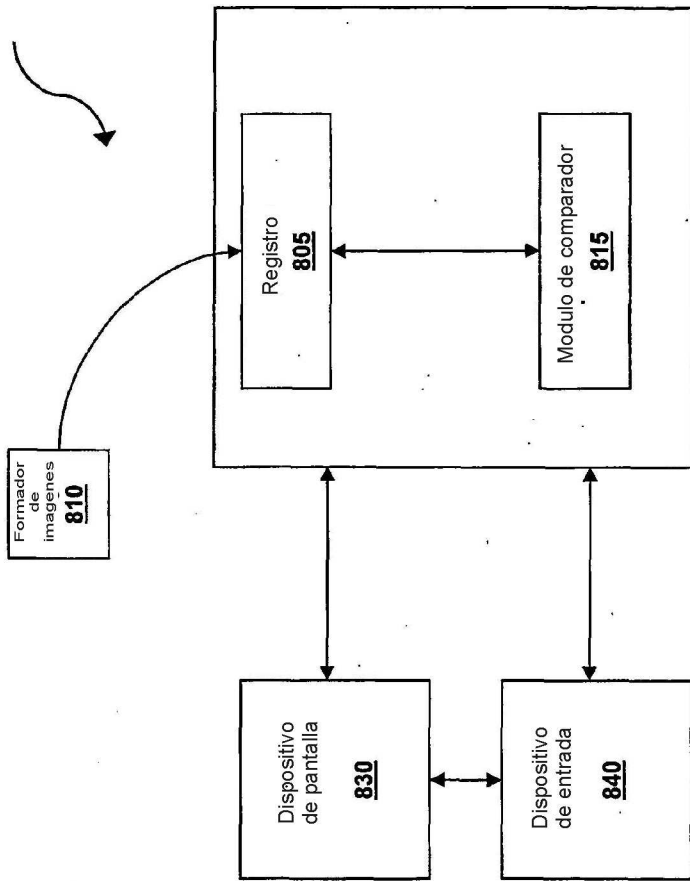 Formador
de
imagenes
810
Registro
805
Modulo de comparador
815
Dispositivo
de pantalla
830
Dispositivo
de entrada
840